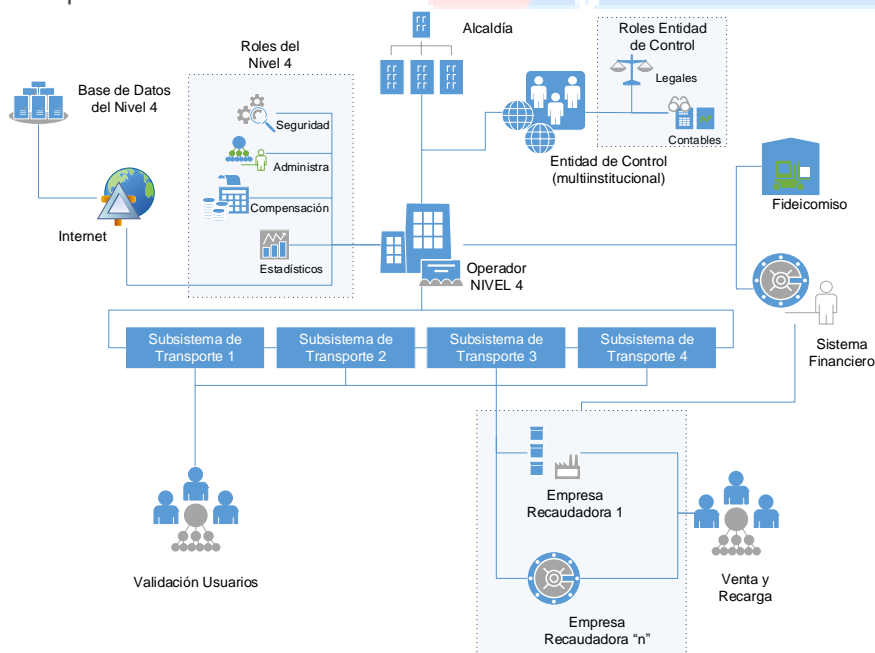 Alcaldía
Roles del
Nivel 4
Roles Entidad
de Control
Base de Datos
del Nivel 4
Legales
Seguridad
Contables
Administra
Entidad de Control
(multiinstitucional)
Compensación
Fideicomiso
Internet
Estadísticos
Operador
NIVEL 4
Subsistema de
Transporte 1
Subsistema de
Transporte 2
Subsistema de
Transporte 3
Subsistema de
Transporte 4
Sistema
Financiero
Empresa
Recaudadora 1
Validación Usuarios
Venta y
Recarga
Empresa
Recaudadora “n”